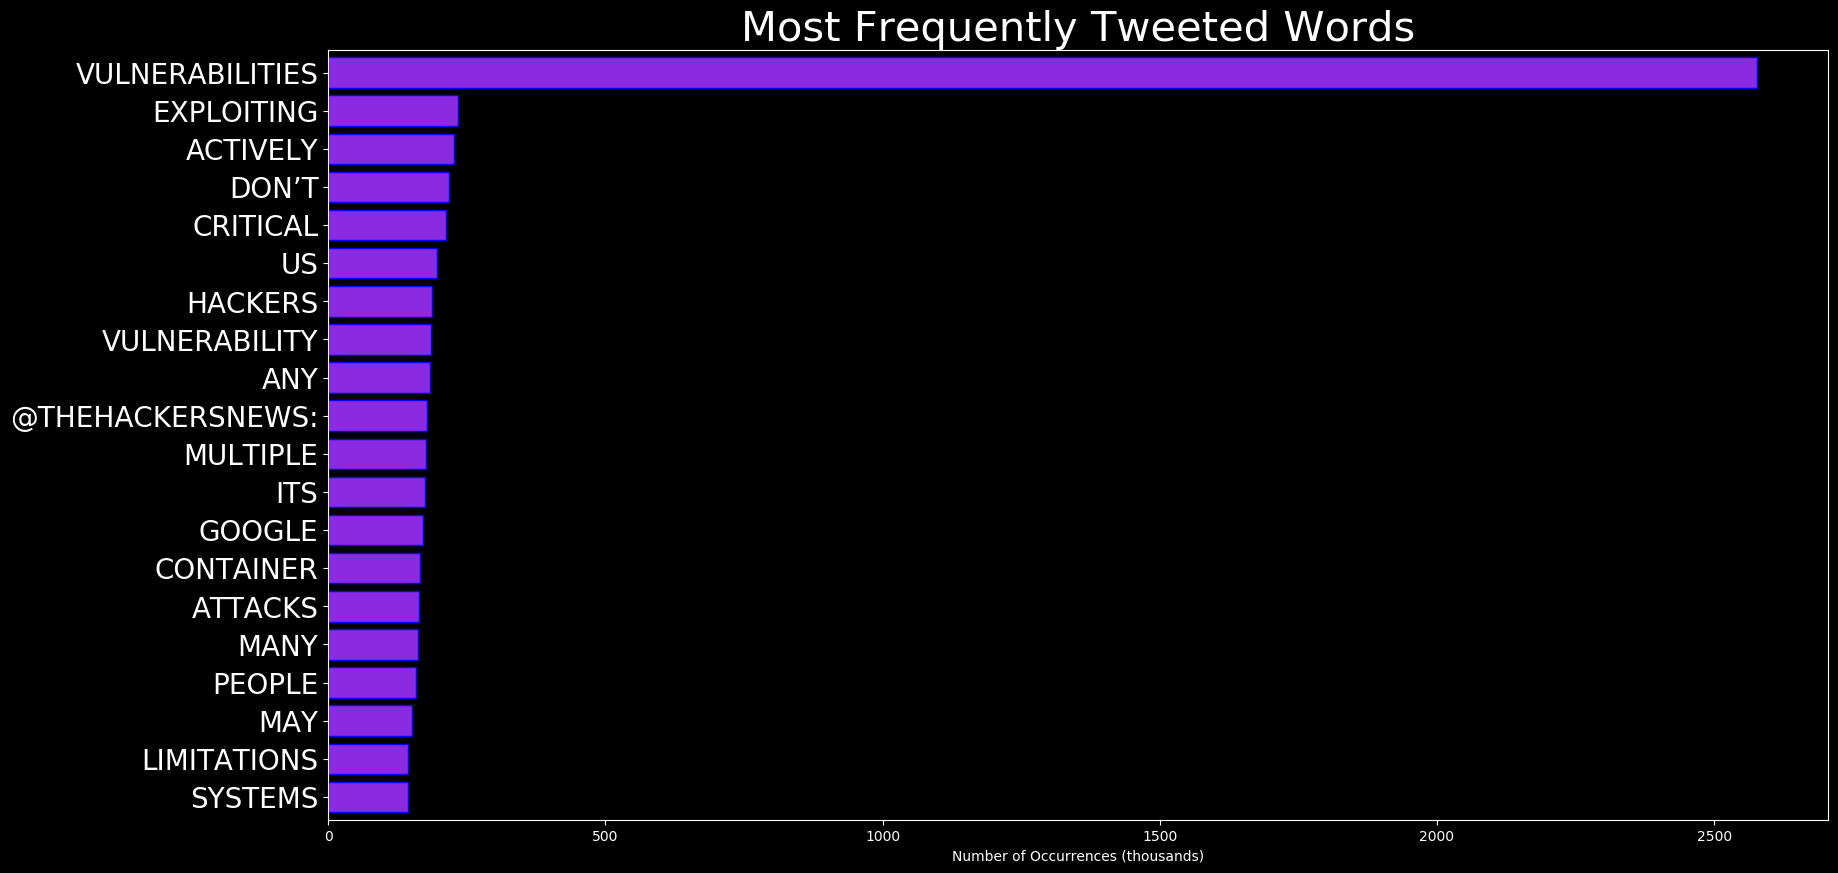 Most Frequently Tweeted Words
VULNERABILITIES
EXPLOITING
ACTIVELY
DON’T
CRITICAL
US
HACKERS
VULNERABILITY
ANY
@THEHACKERSNEWS:
MULTIPLE
ITS
GOOGLE
CONTAINER
ATTACKS
MANY
PEOPLE
MAY
LIMITATIONS
SYSTEMS
0 500 1000 1500 2000 2500
Number of Occurrences (thousands)